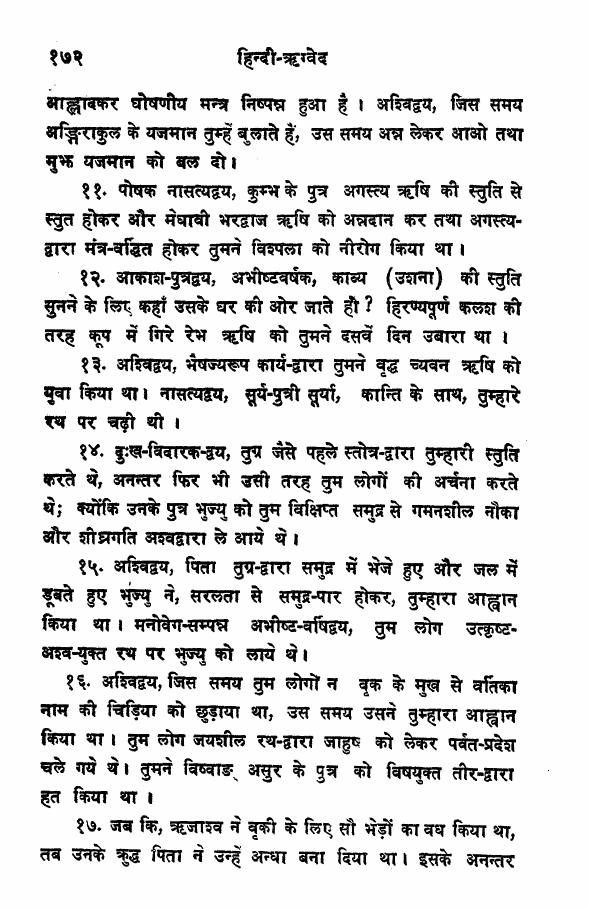 १७२ हिन्दी-ऋग्वेद
आह्लादकर घोषणीय मन्त्र निष्पन्न हुआ है । अश्विद्वय, जिस समय
अङ्गिराकुल के यजमान तुम्हें बुलाते हैं, उस समय अन्न लेकर आओ तथा
मुझ यजमान को बल दो।
११. पोषक नासत्यद्वय, कुम्भ के पुत्र अगस्त्य ऋषि की स्तुति से
स्तुत होकर और मेधावी भरद्वाज ऋषि को अन्नदान कर तथा अगस्त्य-
द्वारा मंत्र-वर्द्धित होकर तुमने विश्पला को नीरोग किया था।
१२. आकाश-पुत्रद्वय, अभीष्टवर्षक, काव्य (उशना) की स्तुति
सुनने के लिए कहाँ उसके घर की ओर जाते हो? हिरण्यपूर्ण कलश की
तरह कूप में गिरे रेभ ऋषि को तुमने दसवें दिन उबारा था ।
१३. अश्विद्वय, भैषज्यरूप कार्य-द्वारा तुमने वृद्ध च्यवन ऋषि को
युवा किया था। नासत्यद्वय, सूर्य-पुत्री सूर्या, कान्ति के साथ, तुम्हारे
रथ पर चढ़ी थी ।
१४. दुःख-विदारक-द्वय, तुग्र जैसे पहले स्तोत्र-द्वारा तुम्हारी स्तुति
करते थे, अनन्तर फिर भी उसी तरह तुम लोगों की अर्चना करते
थे; क्योंकि उनके पुत्र भुज्यु को तुम विक्षिप्त समुद्र से गमनशील नौका
और शीघ्रगति अश्वद्वारा ले आये थे।
१५. अश्विद्वय, पिता तुग्र-द्वारा समुद्र में भेजे हुए और जल में
डूबते हुए भुज्यु ने, सरलता से समुद्र-पार होकर, तुम्हारा आह्वान
किया था। मनोवेग-सम्पन्न अभीष्ट-वर्षिद्वय, तुम लोग उत्कृष्ट-
अश्व-युक्त रथ पर भुज्यु को लाये थे।
१६. अश्विद्वय, जिस समय तुम लोगों न वृक के मुख से वर्तिका
नाम की चिड़िया को छुड़ाया था, उस समय उसने तुम्हारा आह्वान
किया था। तुम लोग जयशील रथ-द्वारा जाहुष को लेकर पर्वत-प्रदेश
चले गये थे। तुमने विष्वाङ् असुर के पुत्र को विषयुक्त तीर-द्वारा
हत किया था ।
१७. जब कि, ऋजाश्व ने वृकी के लिए सौ भेड़ों का वध किया था,
तब उनके क्रुद्ध पिता ने उन्हें अन्धा बना दिया था। इसके अनन्तर